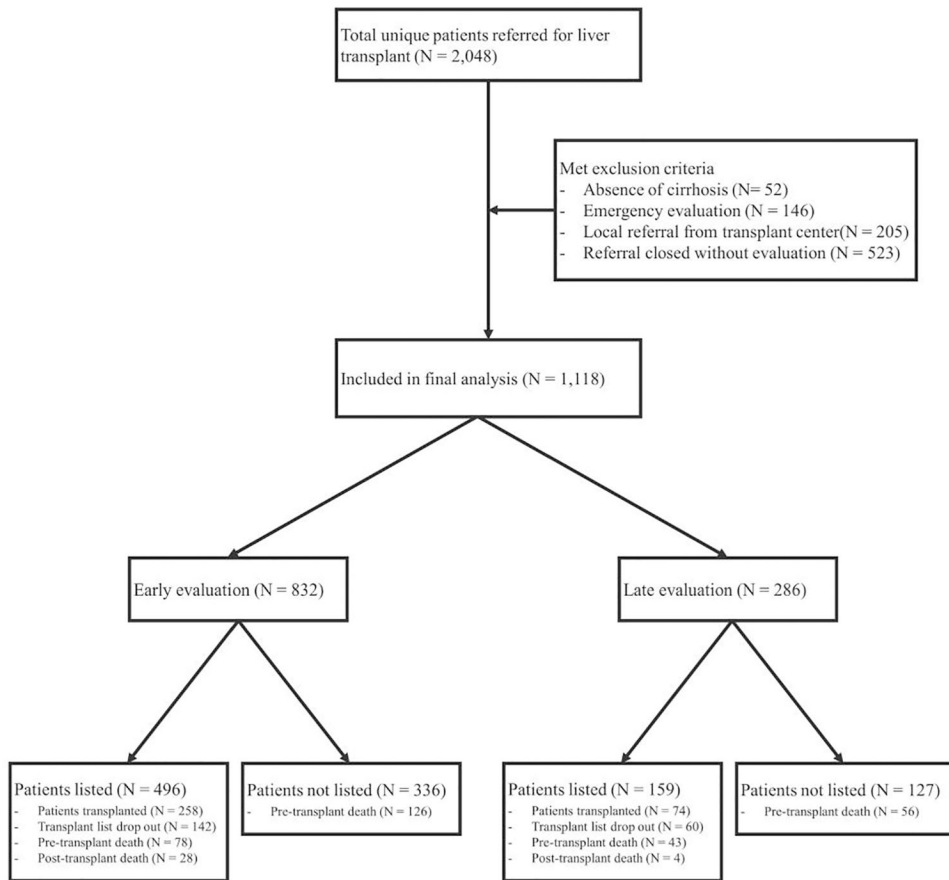 Total unique patients referred for liver
transplant (N = 2,048)
Met exclusion criteria
- Absence of cirrhosis (N= 52)
- Emergency evaluation (N = 146)
- Local referral from transplant center(N = 205)
- Referral closed without evaluation (N = 523)
Included in final analysis (N = 1,118)
Early evaluation (N = 832)
Late evaluation (N = 286)
Patients listed (N = 496)
- Patients transplanted (N = 258)
- Transplant list drop out (N = 142)
- Pre-transplant death (N = 78)
- Post-transplant death (N = 28)
Patients not listed (N = 336)
- Pre-transplant death (N = 126)
Patients listed (N = 159)
- Patients transplanted (N = 74)
- Transplant list drop out (N = 60)
- Pre-transplant death (N = 43)
- Post-transplant death (N = 4)
Patients not listed (N = 127)
- Pre-transplant death (N = 56)